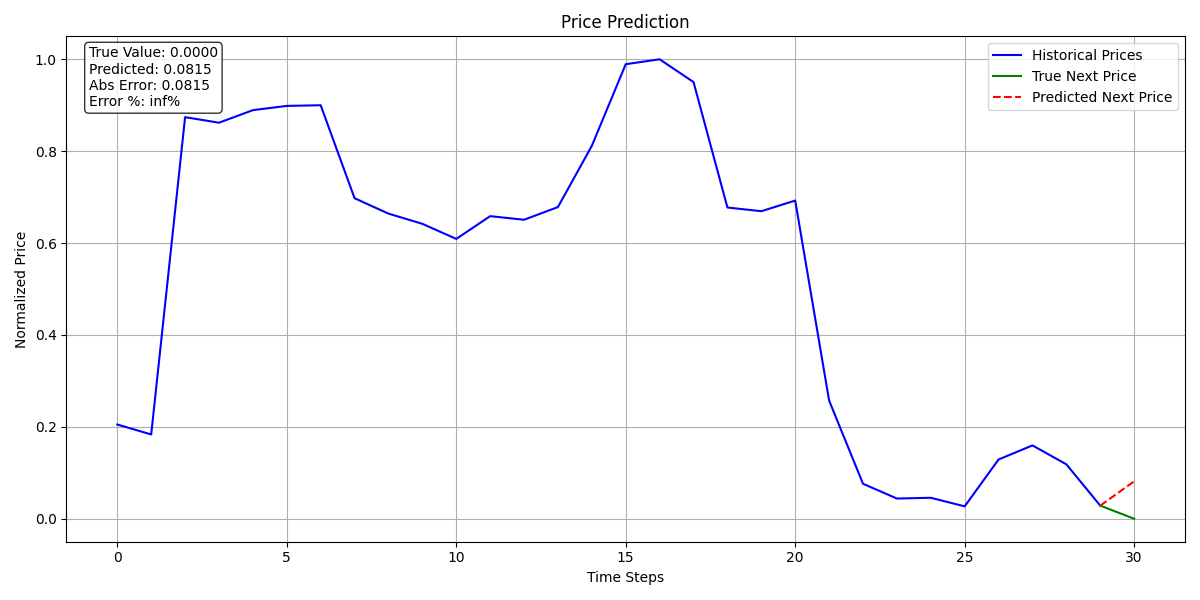 Price Prediction
True Value: 0.0000
Predicted: 0.0815
Abs Error: 0.0815
Error %: inf%
Historical Prices
True Next Price
Predicted Next Price
Normalized Price
1.0
0.8
0.6
0.4
0.2
0.0
0 5 10 15 20 25 30
Time Steps